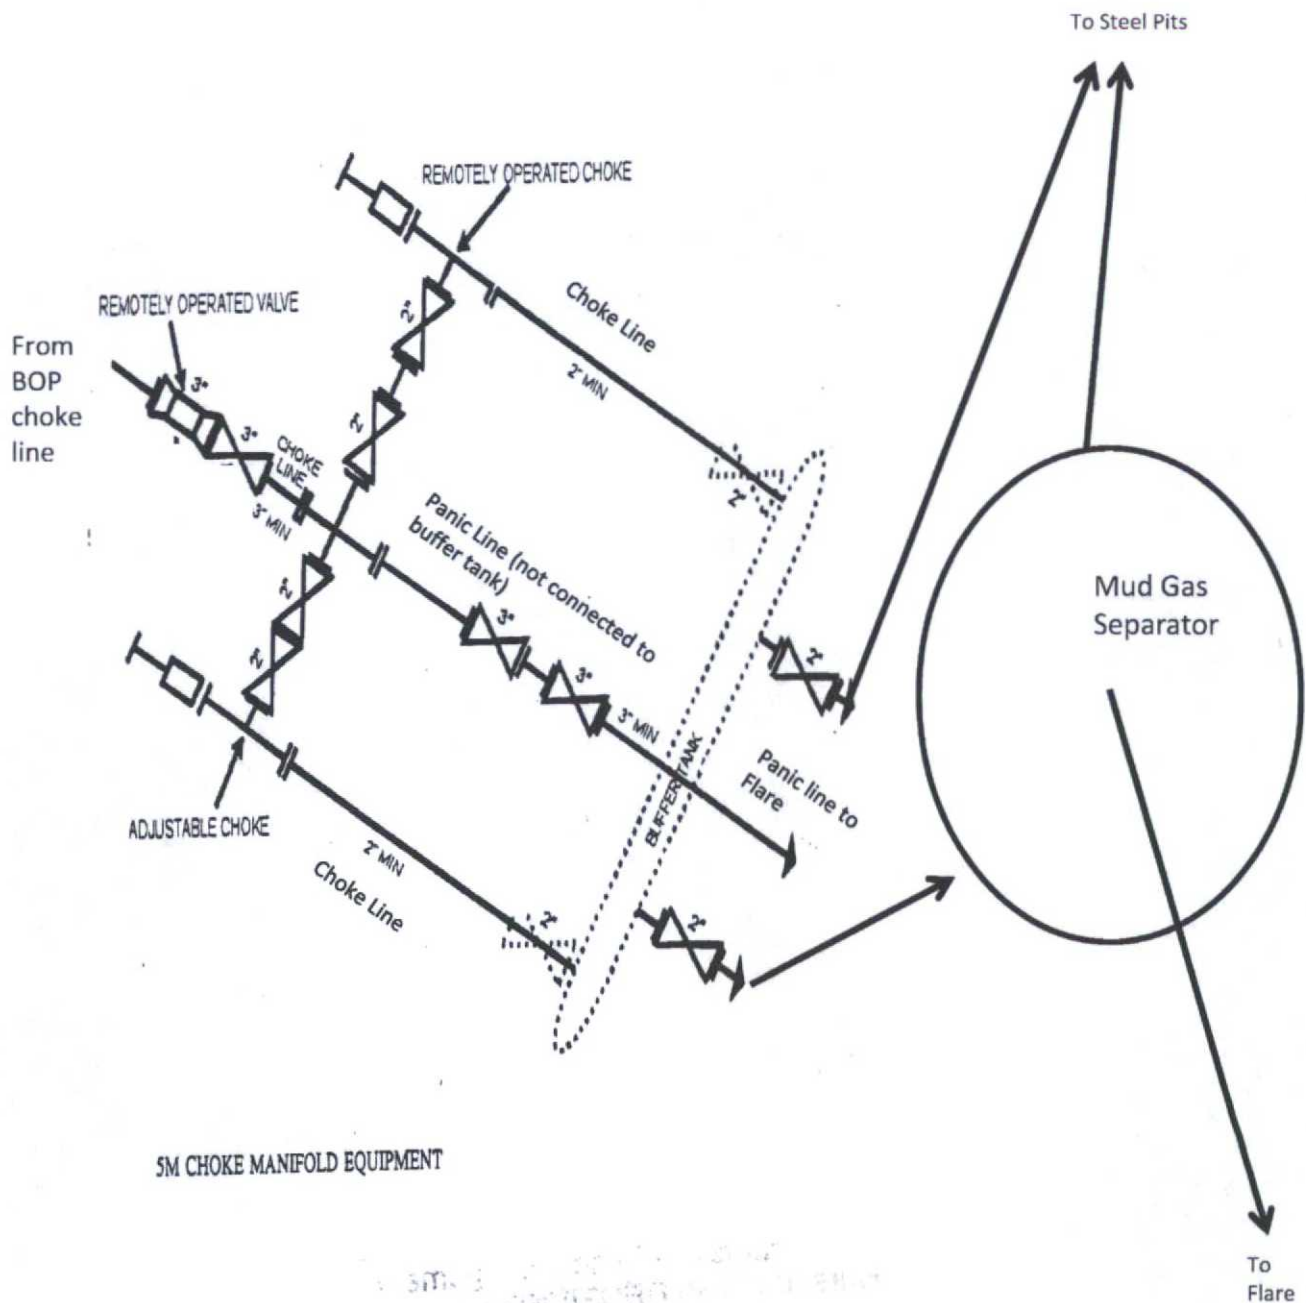 To Steel Pits
REMOTELY OPERATED CHOKE
REMOTELY OPERATED VALVE
From
BOP
choke
line
3"
3"
CHOKE
LINE
3" MIN
2"
2"
Choke Line
2" MIN
2"
Panic Line (not connected to
buffer tank)
3"
3"
3" MIN
2"
2"
ADJUSTABLE CHOKE
2" MIN
Choke Line
2"
BUFFER TANK
2"
Panic line to
Flare
2"
Mud Gas
Separator
5M CHOKE MANIFOLD EQUIPMENT
To
Flare